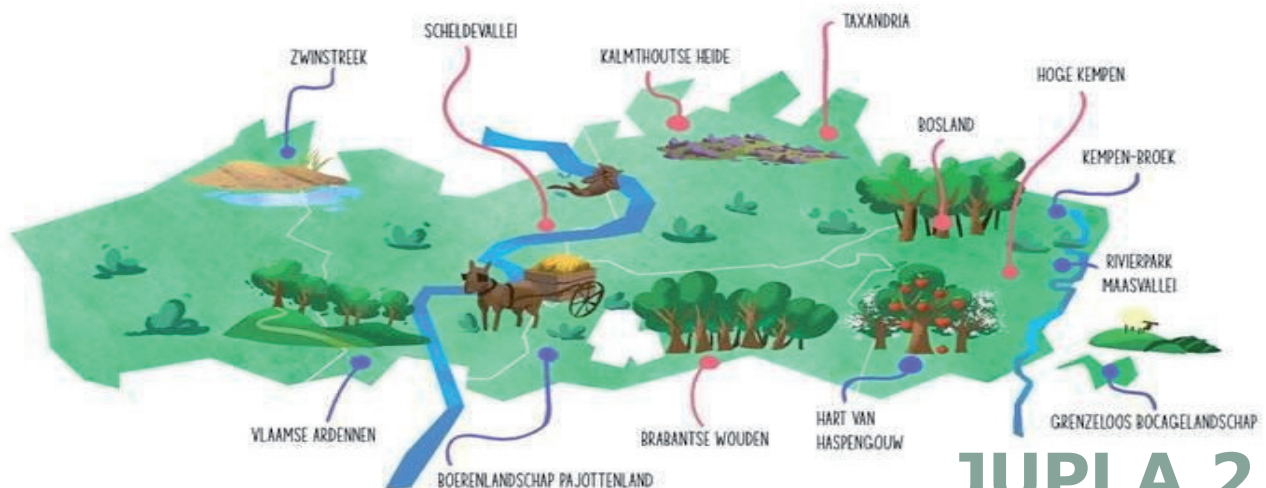 TAXANDRIA
SCHELDEVALLEI
ZWINSTREEK
KALMTHOUTSE HEIDE
HOGE KEMPEN
BOSLAND
KEMPEN-BROEK
RIVIERPARK
MAASVALLEI
VLAAMSE ARDENNEN
BRABANTSE WOUDEN
HART VAN
HASPENGOUW
GRENZELOOS BOCAGELANDSCHAP
BOERENLANDSCHAP PAJOTTENLAND